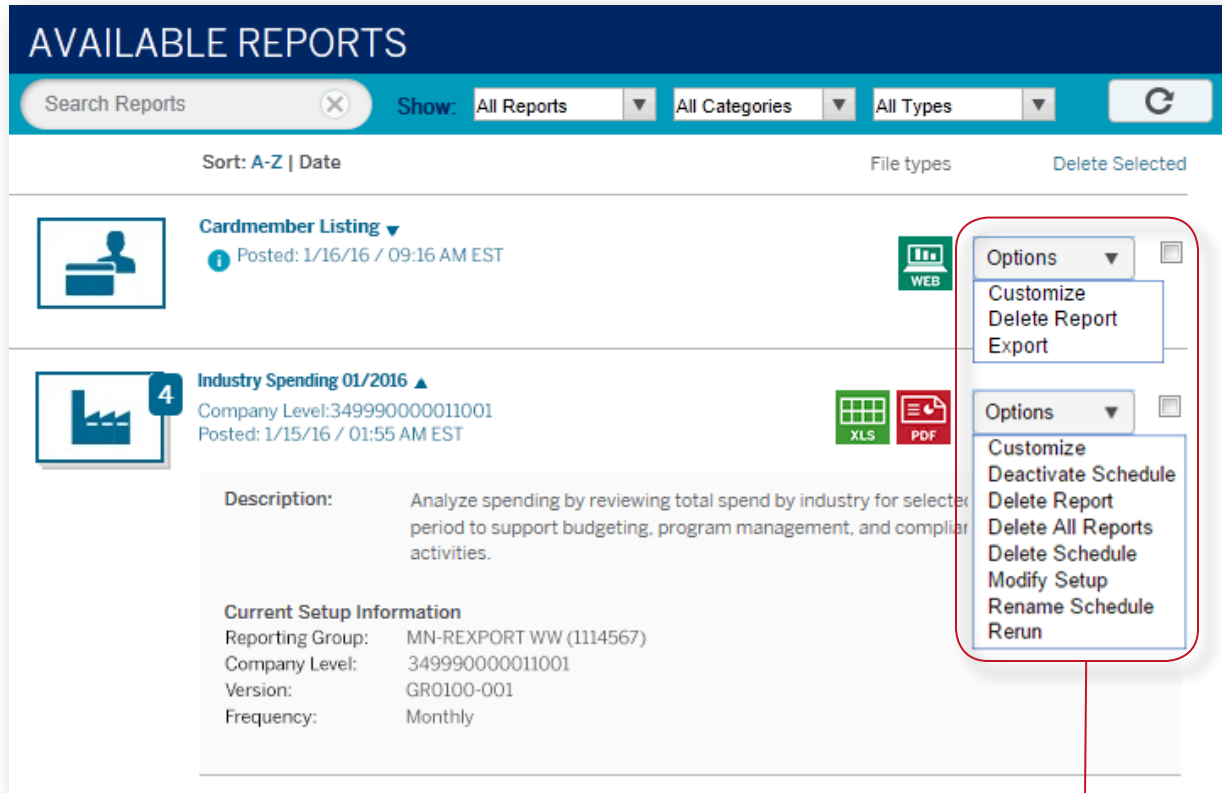 AVAILABLE REPORTS
Search Reports Show: All Reports All Categories All Types
Sort: A-Z | Date File types Delete Selected
Cardmember Listing
Posted: 1/16/16 / 09:16 AM EST
WEB
Options
Customize
Delete Report
Export
4
Industry Spending 01/2016
Company Level:349990000011001
Posted: 1/15/16 / 01:55 AM EST
XLS PDF
Options
Customize
Deactivate Schedule
Delete Report
Delete All Reports
Delete Schedule
Modify Setup
Rename Schedule
Rerun
Description: Analyze spending by reviewing total spend by industry for selected
period to support budgeting, program management, and complian
activities.
Current Setup Information
Reporting Group: MN-REXPORT WW (1114567)
Company Level: 349990000011001
Version: GR0100-001
Frequency: Monthly